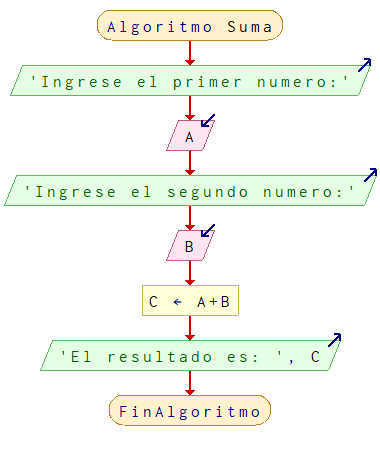 Algoritmo Suma
'Ingrese el primer numero:'
A
'Ingrese el segundo numero:'
B
C ← A+B
'El resultado es: ', C
FinAlgoritmo